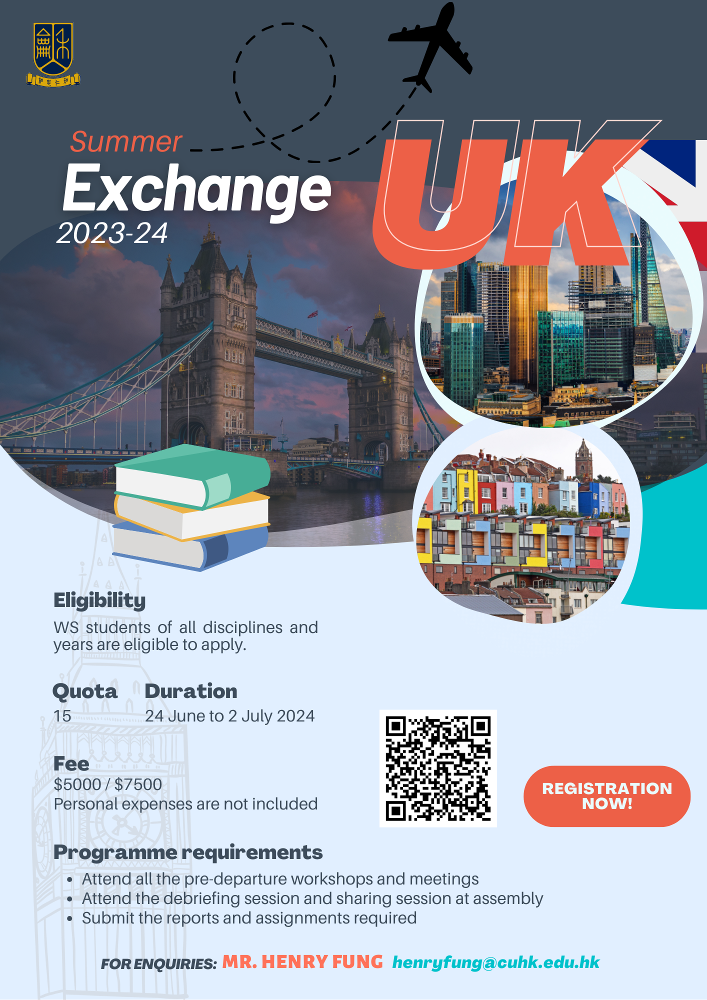 Summer
Exchange
2023-24
UK
Eligibility
WS students of all disciplines and
years are eligible to apply.
Quota
15
Duration
24 June to 2 July 2024
Fee
$5000 / $7500
Personal expenses are not included
REGISTRATION
NOW!
Programme requirements
• Attend all the pre-departure workshops and meetings
• Attend the debriefing session and sharing session at assembly
• Submit the reports and assignments required
FOR ENQUIRIES: MR. HENRY FUNG henryfung@cuhk.edu.hk